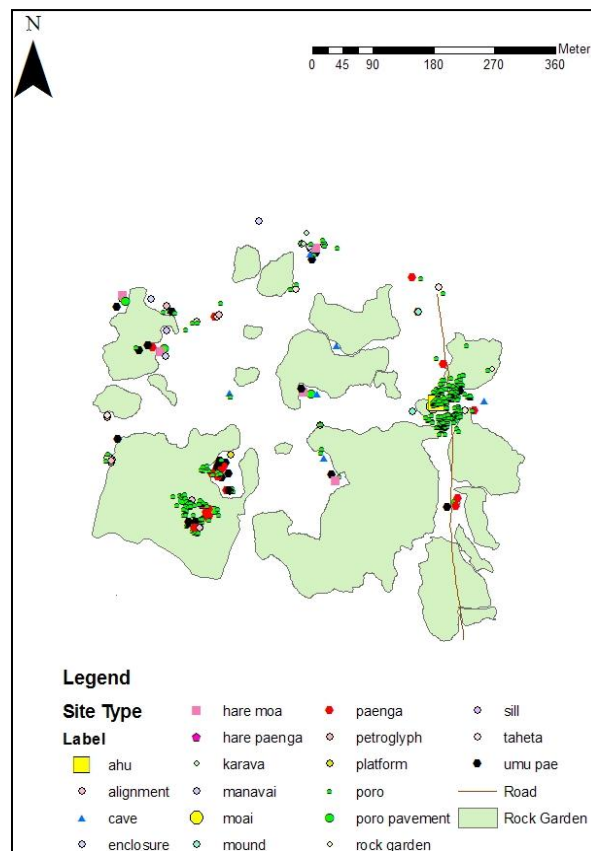 N
Meter
0 45 90 180 270 360
Legend
Site Type
Label
ahu
alignment
cave
enclosure
hare moa
hare paenga
karava
manavai
moai
mound
paenga
petroglyph
platform
poro
poro pavement
rock garden
sill
taheta
umu pae
Road
Rock Garden